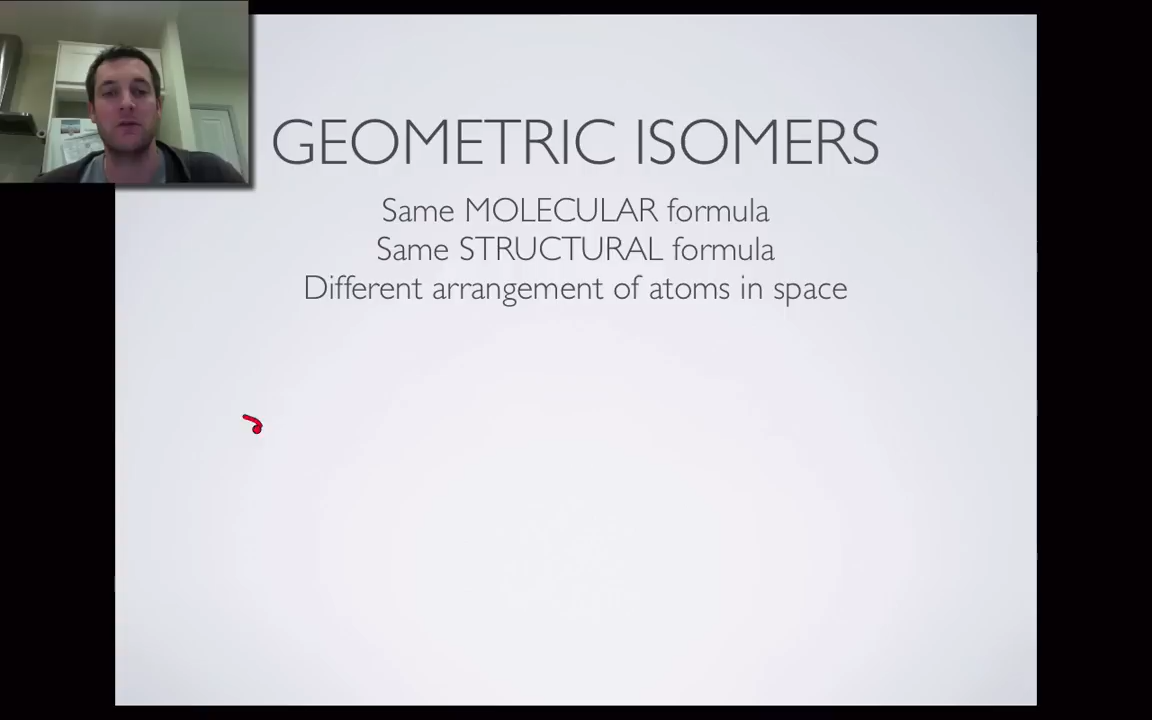 GEOMETRIC ISOMERS
Same MOLECULAR formula
Same STRUCTURAL formula
Different arrangement of atoms in space